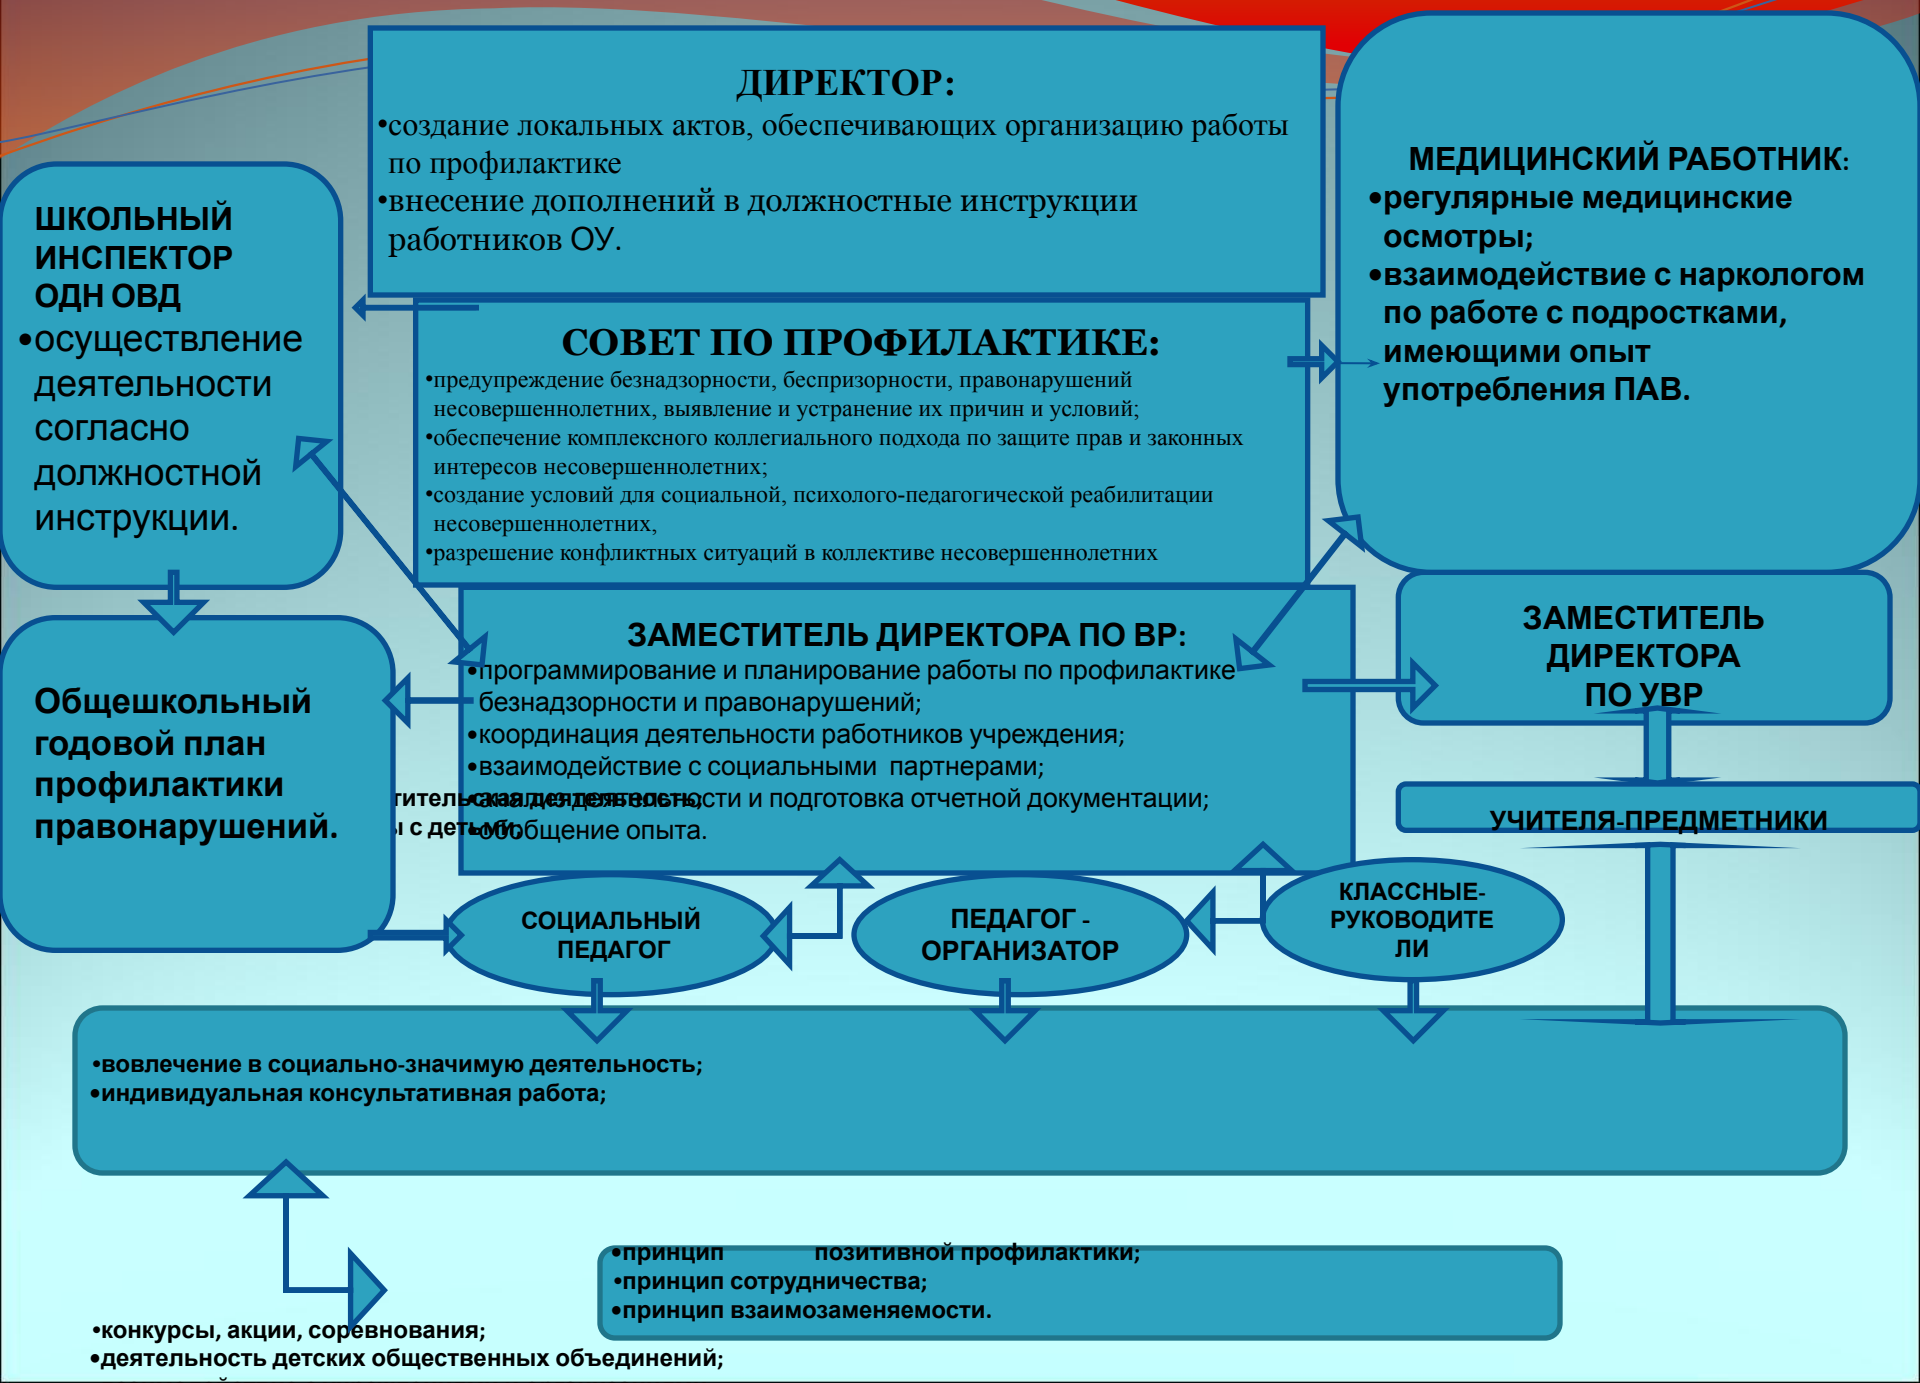 ДИРЕКТОР:
•создание локальных актов, обеспечивающих организацию работы
по профилактике
•внесение дополнений в должностные инструкции
работников ОУ.
МЕДИЦИНСКИЙ РАБОТНИК:
•регулярные медицинские
осмотры;
•взаимодействие с наркологом
по работе с подростками,
имеющими опыт
употребления ПАВ.
ШКОЛЬНЫЙ
ИНСПЕКТОР
ОДН ОВД
•осуществление
деятельности
согласно
должностной
инструкции.
СОВЕТ ПО ПРОФИЛАКТИКЕ:
•предупреждение безнадзорности, беспризорности, правонарушений
несовершеннолетних, выявление и устранение их причин и условий;
•обеспечение комплексного коллегиального подхода по защите прав и законных
интересов несовершеннолетних;
•создание условий для социальной, психолого-педагогической реабилитации
несовершеннолетних,
•разрешение конфликтных ситуаций в коллективе несовершеннолетних
ЗАМЕСТИТЕЛЬ ДИРЕКТОРА ПО ВР:
•программирование и планирование работы по профилактике
безнадзорности и правонарушений;
•координация деятельности работников учреждения;
•взаимодействие с социальными партнерами;
•анализ деятельности и подготовка отчетной документации;
•обобщение опыта.
ЗАМЕСТИТЕЛЬ
ДИРЕКТОРА
ПО УВР
Общешкольный
годовой план
профилактики
правонарушений.
деятельность;
с детьми,
УЧИТЕЛЯ-ПРЕДМЕТНИКИ
СОЦИАЛЬНЫЙ
ПЕДАГОГ
ПЕДАГОГ -
ОРГАНИЗАТОР
КЛАССНЫЕ-
РУКОВОДИТЕ
ЛИ
•вовлечение в социально-значимую деятельность;
•индивидуальная консультативная работа;
•принцип позитивной профилактики;
•принцип сотрудничества;
•принцип взаимозаменяемости.
•конкурсы, акции, соревнования;
•деятельность детских общественных объединений;